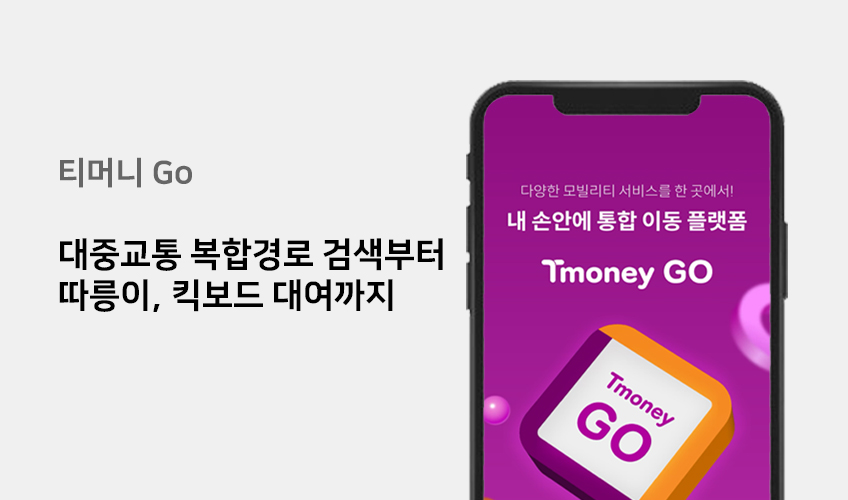 티머니 Go
대중교통 복합경로 검색부터
따릉이, 킥보드 대여까지
다양한 모빌리티 서비스를 한 곳에서!
내 손안에 통합 이동 플랫폼
Tmoney GO
Tmoney
GO